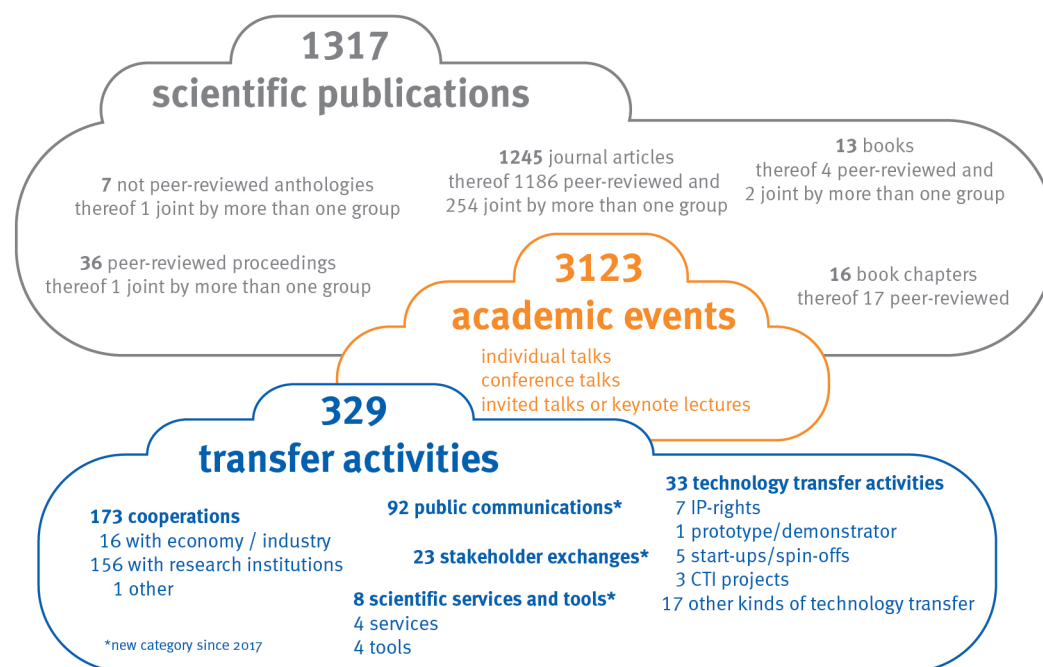 1317
scientific publications
7 not peer-reviewed anthologies
thereof 1 joint by more than one group
1245 journal articles
thereof 1186 peer-reviewed and
254 joint by more than one group
13 books
thereof 4 peer-reviewed and
2 joint by more than one group
36 peer-reviewed proceedings
thereof 1 joint by more than one group
16 book chapters
thereof 17 peer-reviewed
3123
academic events
individual talks
conference talks
invited talks or keynote lectures
329
transfer activities
173 cooperations
16 with economy / industry
156 with research institutions
1 other
92 public communications*
23 stakeholder exchanges*
8 scientific services and tools*
4 services
4 tools
33 technology transfer activities
7 IP-rights
1 prototype/demonstrator
5 start-ups/spin-offs
3 CTI projects
17 other kinds of technology transfer
*new category since 2017